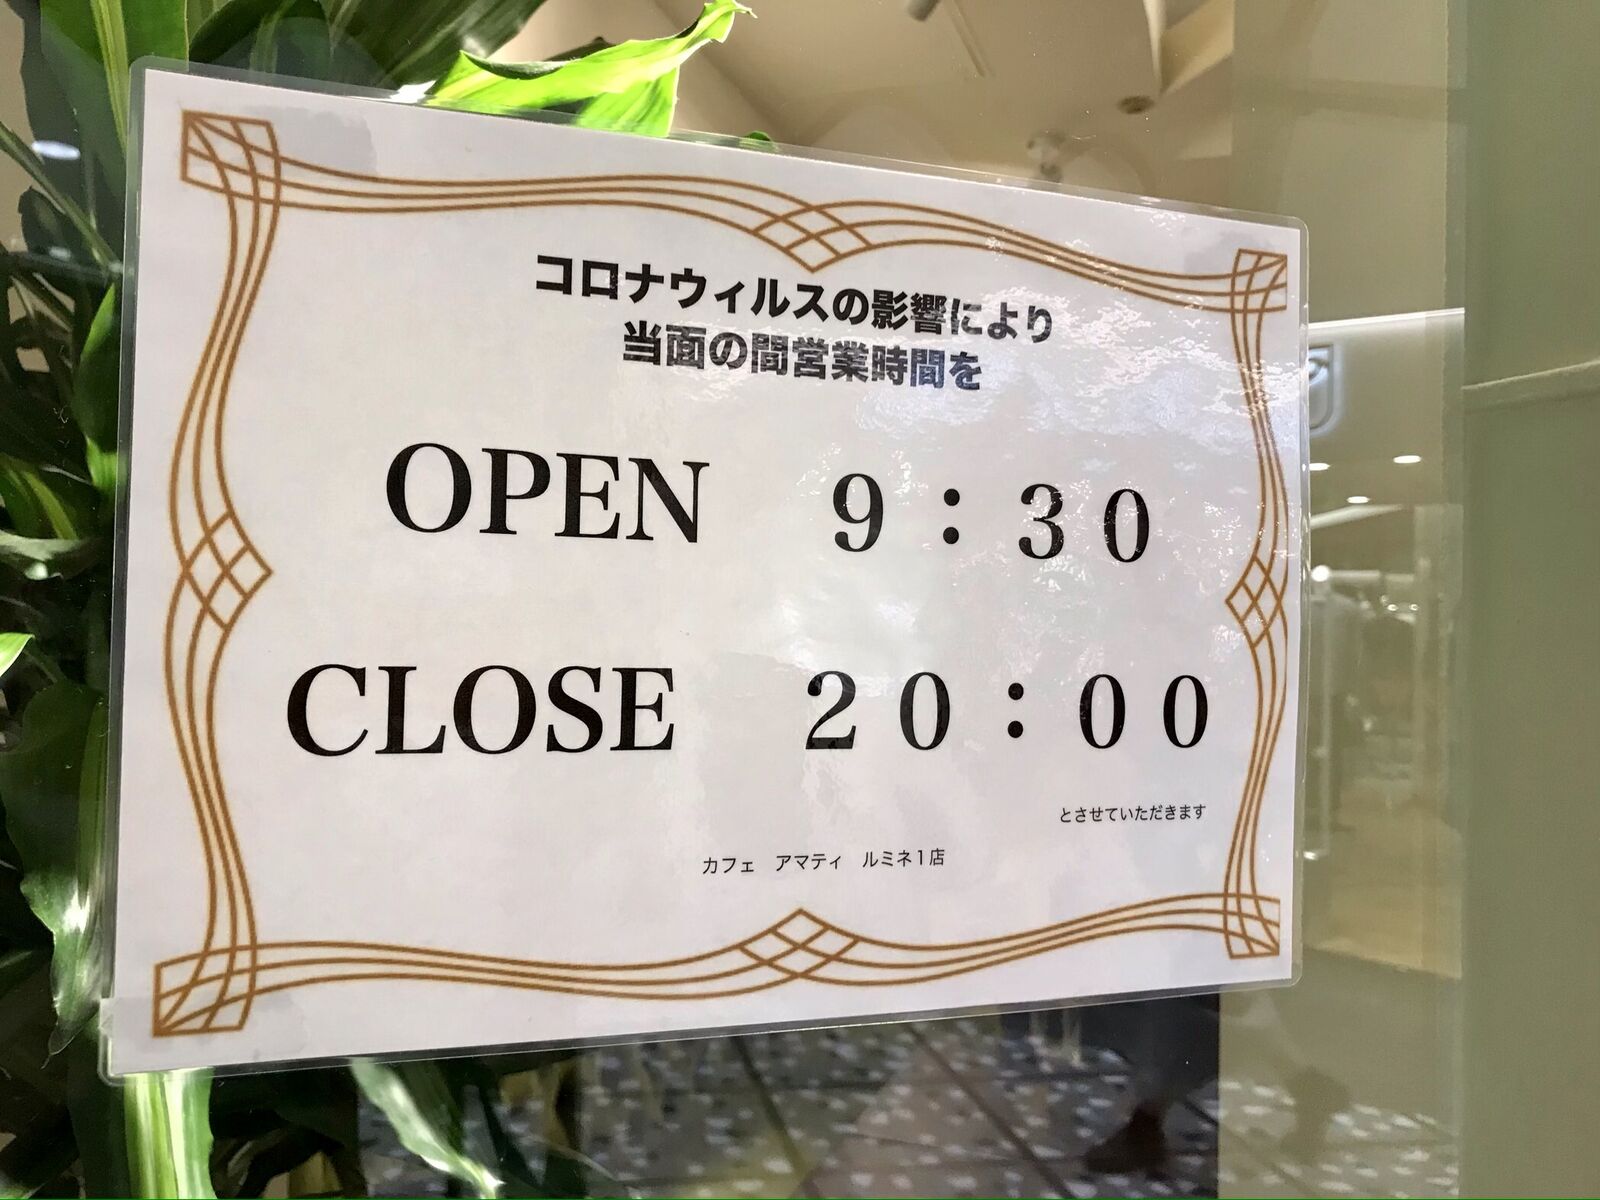 コロナウィルスの影響により
当面の間営業時間を
OPEN 9：30
CLOSE 20：00
とさせていただきます
カフェ アマティ ルミネ1店